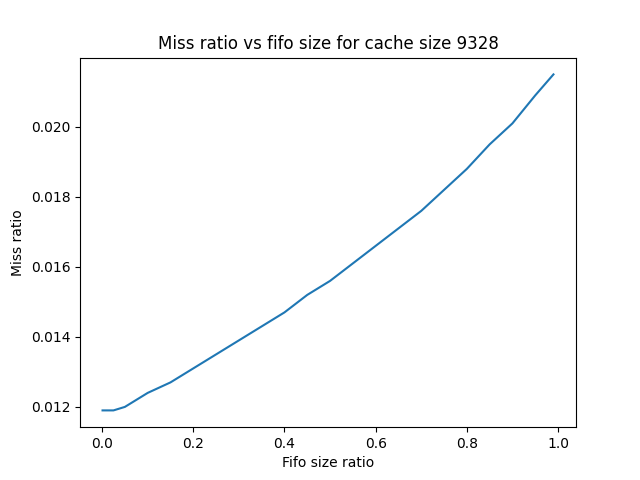 Miss ratio vs fifo size for cache size 9328
0.020
0.018
0.016
0.014
0.012
Miss ratio
0.0 0.2 0.4 0.6 0.8 1.0
Fifo size ratio